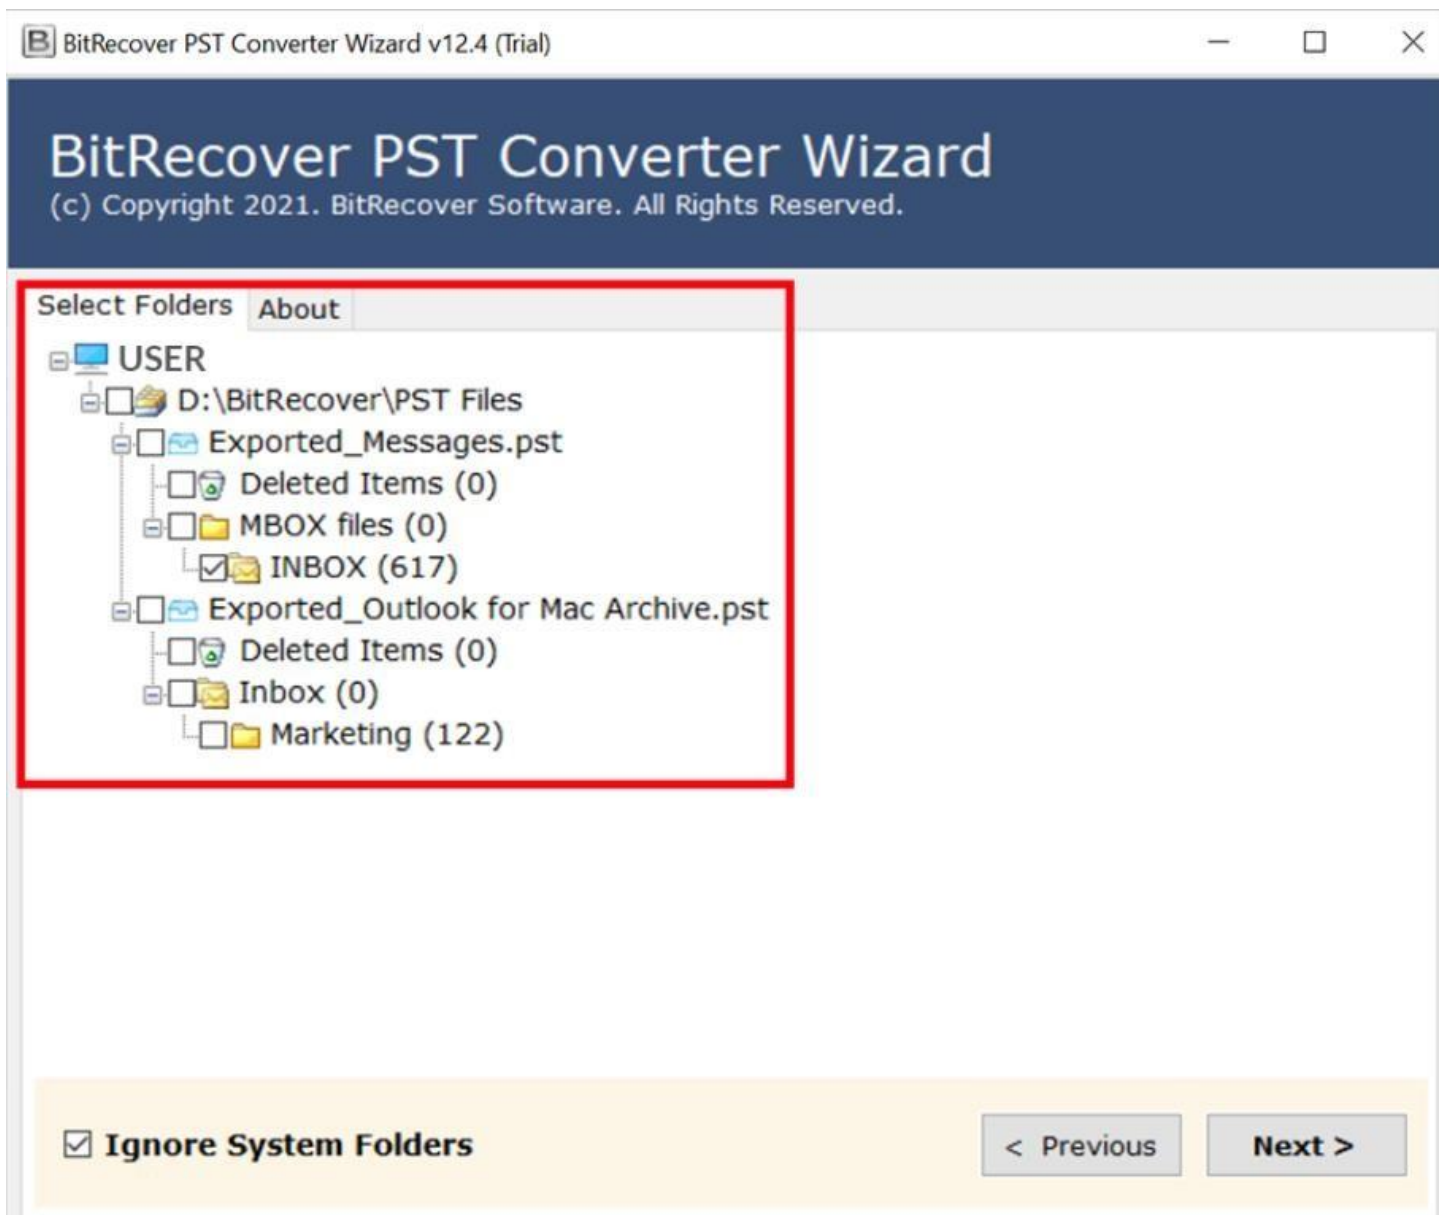 BitRecover PST Converter Wizard v12.4 (Trial)
BitRecover PST Converter Wizard
(c) Copyright 2021. BitRecover Software. All Rights Reserved.
Select Folders About
USER
D:\BitRecover\PST Files
Exported_Messages.pst
Deleted Items (0)
MBOX files (0)
INBOX (617)
Exported_Outlook for Mac Archive.pst
Deleted Items (0)
Inbox (0)
Marketing (122)
Ignore System Folders < Previous Next >